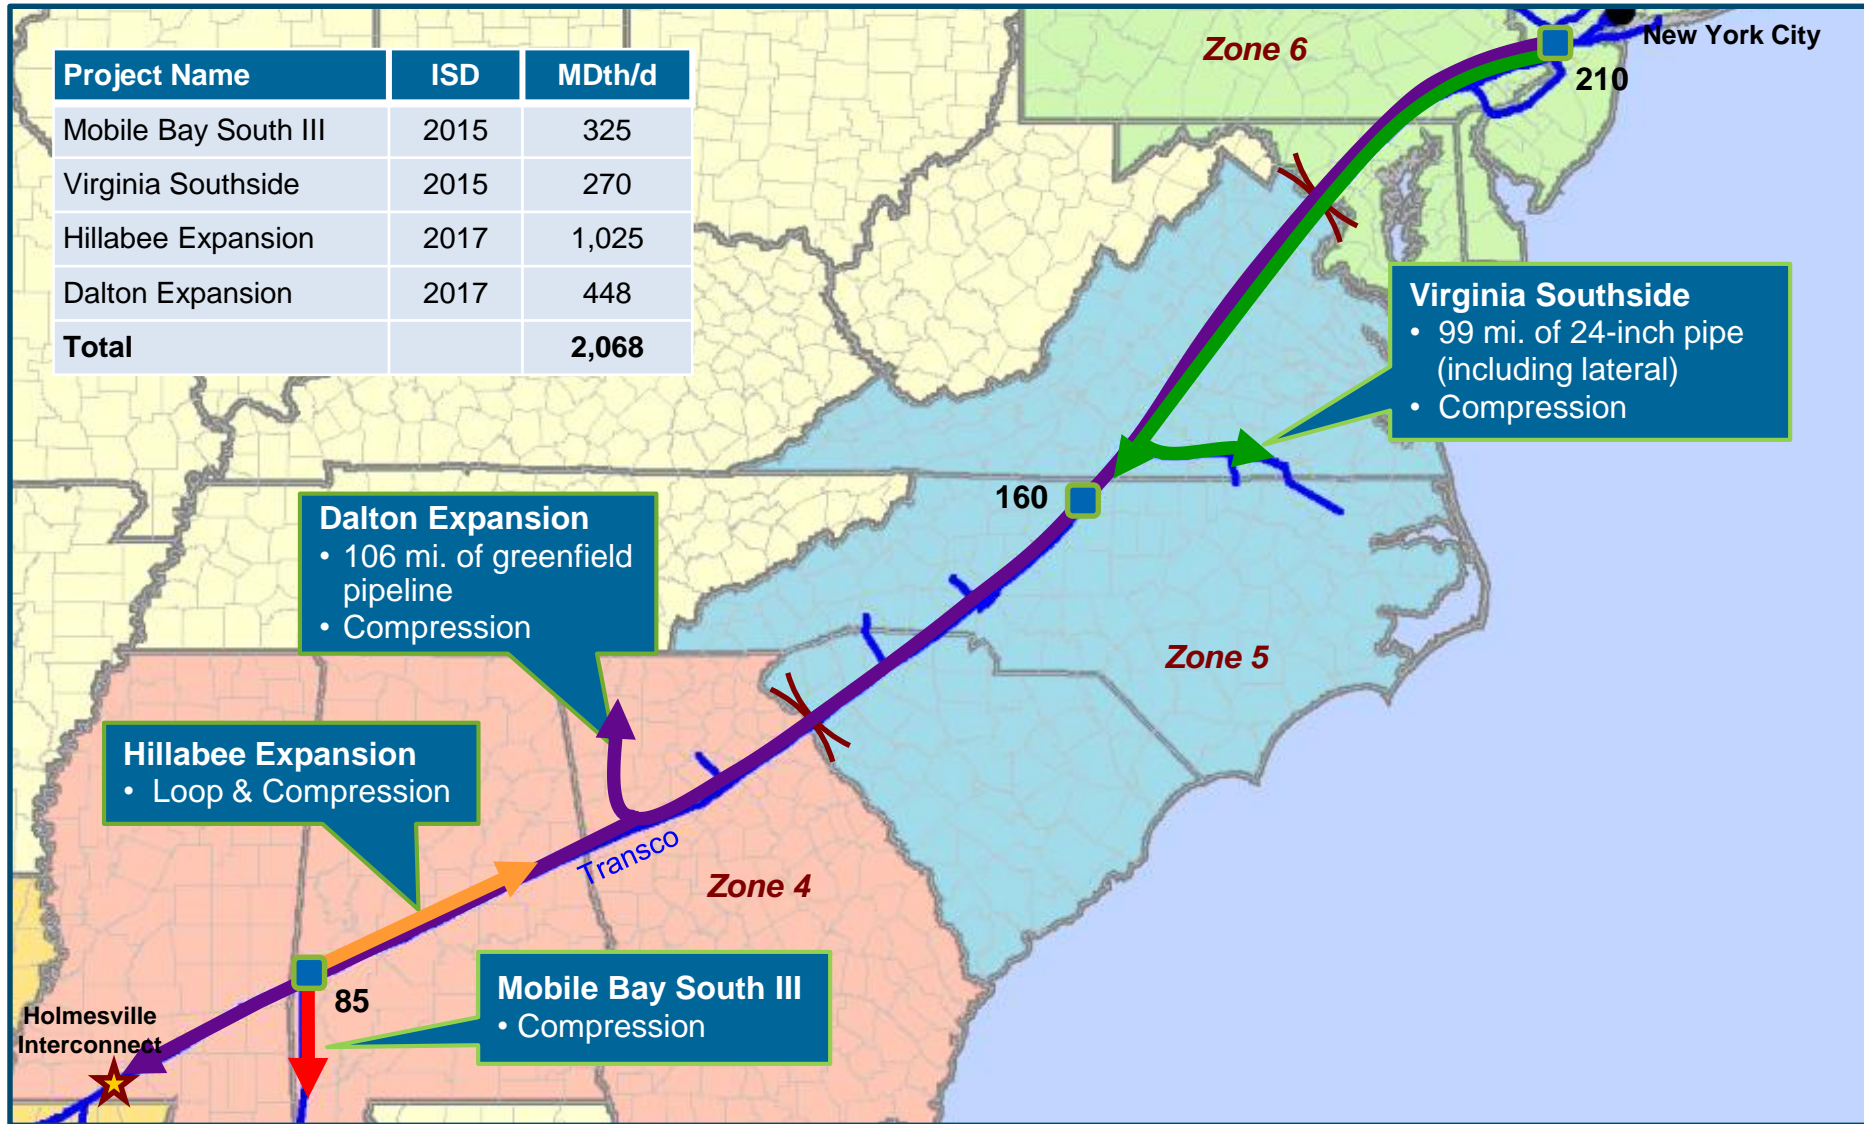 Project Name ISD MDth/d
Mobile Bay South III 2015 325
Virginia Southside 2015 270
Hillabee Expansion 2017 1,025
Dalton Expansion 2017 448
Total 2,068
Zone 6
New York City
210
Virginia Southside
• 99 mi. of 24-inch pipe
(including lateral)
• Compression
160
Dalton Expansion
• 106 mi. of greenfield
pipeline
• Compression
Zone 5
Hillabee Expansion
• Loop & Compression
Transco
Zone 4
85
Mobile Bay South III
• Compression
Holmesville
Interconnect